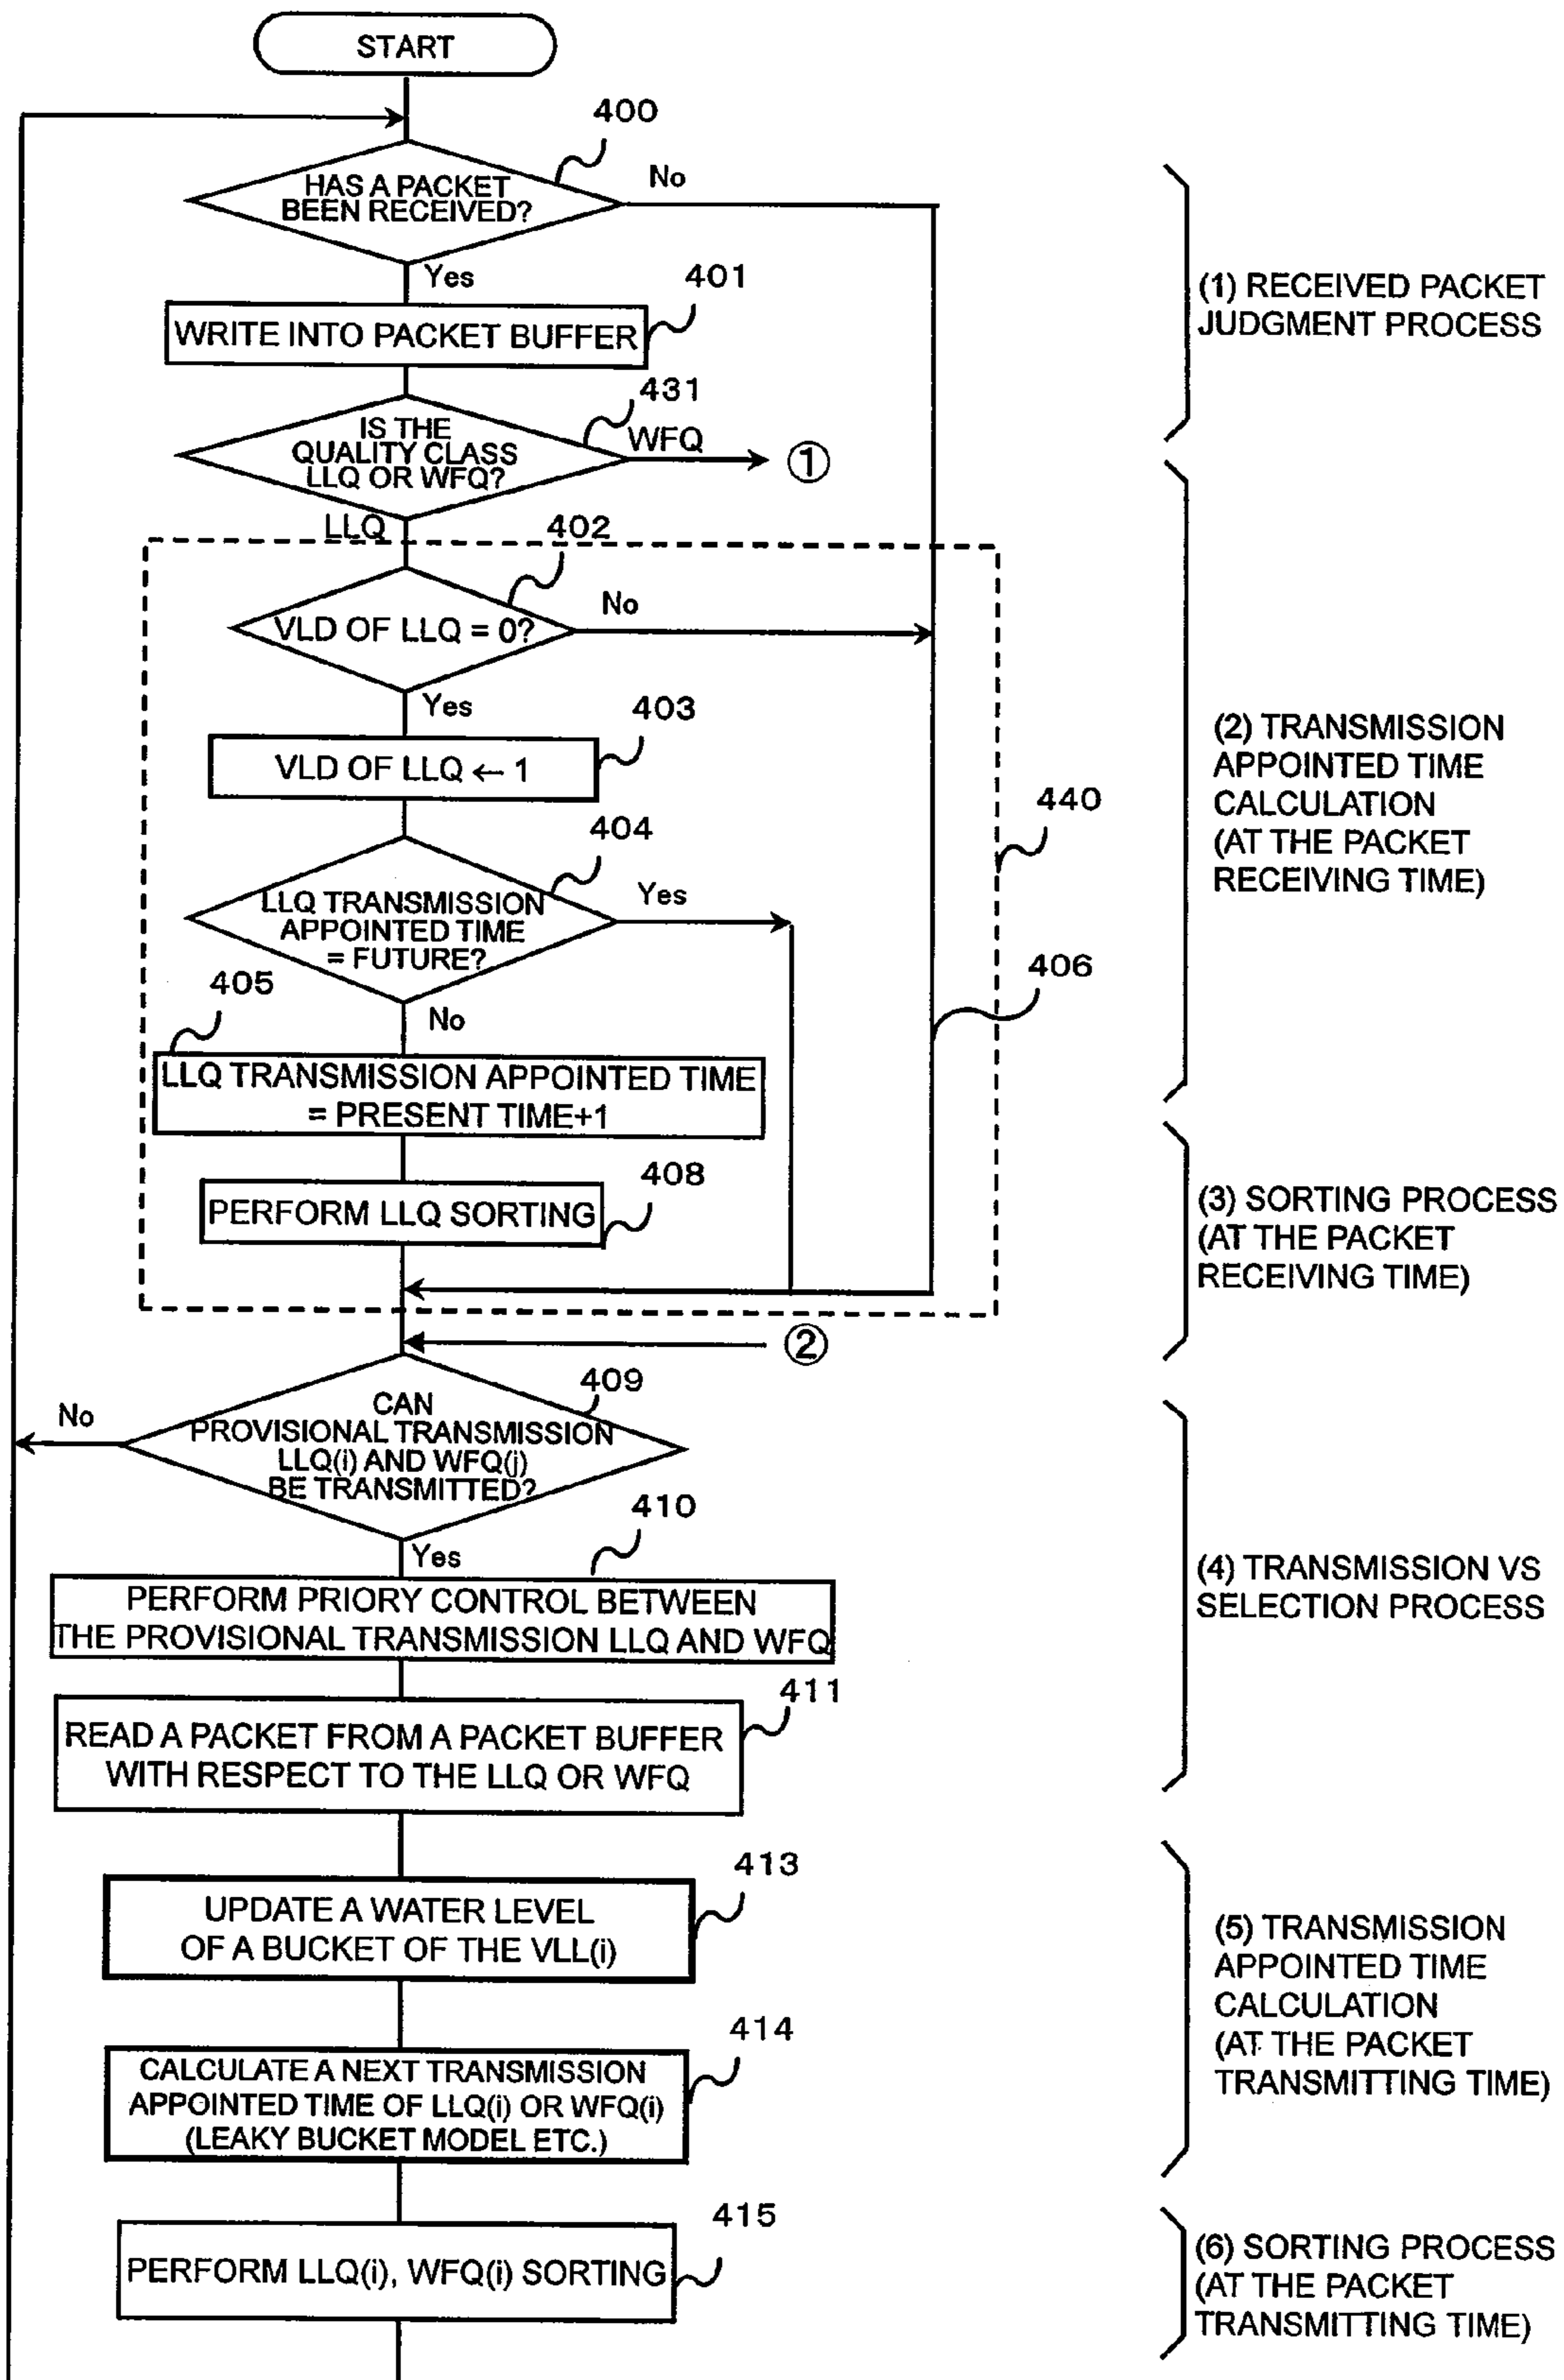 START
400
HAS A PACKET
BEEN RECEIVED?
No
Yes
401
WRITE INTO PACKET BUFFER
(1) RECEIVED PACKET
JUDGMENT PROCESS
431
IS THE
QUALITY CLASS
LLQ OR WFQ?
WFQ
①
LLQ
402
VLD OF LLQ = 0?
No
Yes
403
VLD OF LLQ ← 1
(2) TRANSMISSION
APPOINTED TIME
CALCULATION
(AT THE PACKET
RECEIVING TIME)
440
404
LLQ TRANSMISSION
APPOINTED TIME
= FUTURE?
Yes
No
406
405
LLQ TRANSMISSION APPOINTED TIME
= PRESENT TIME+1
408
PERFORM LLQ SORTING
(3) SORTING PROCESS
(AT THE PACKET
RECEIVING TIME)
②
409
CAN
PROVISIONAL TRANSMISSION
LLQ(i) AND WFQ(j)
BE TRANSMITTED?
No
Yes
410
PERFORM PRIORY CONTROL BETWEEN
THE PROVISIONAL TRANSMISSION LLQ AND WFQ
(4) TRANSMISSION VS
SELECTION PROCESS
411
READ A PACKET FROM A PACKET BUFFER
WITH RESPECT TO THE LLQ OR WFQ
413
UPDATE A WATER LEVEL
OF A BUCKET OF THE VLL(i)
(5) TRANSMISSION
APPOINTED TIME
CALCULATION
(AT THE PACKET
TRANSMITTING TIME)
414
CALCULATE A NEXT TRANSMISSION
APPOINTED TIME OF LLQ(i) OR WFQ(i)
(LEAKY BUCKET MODEL ETC.)
415
PERFORM LLQ(i), WFQ(i) SORTING
(6) SORTING PROCESS
(AT THE PACKET
TRANSMITTING TIME)